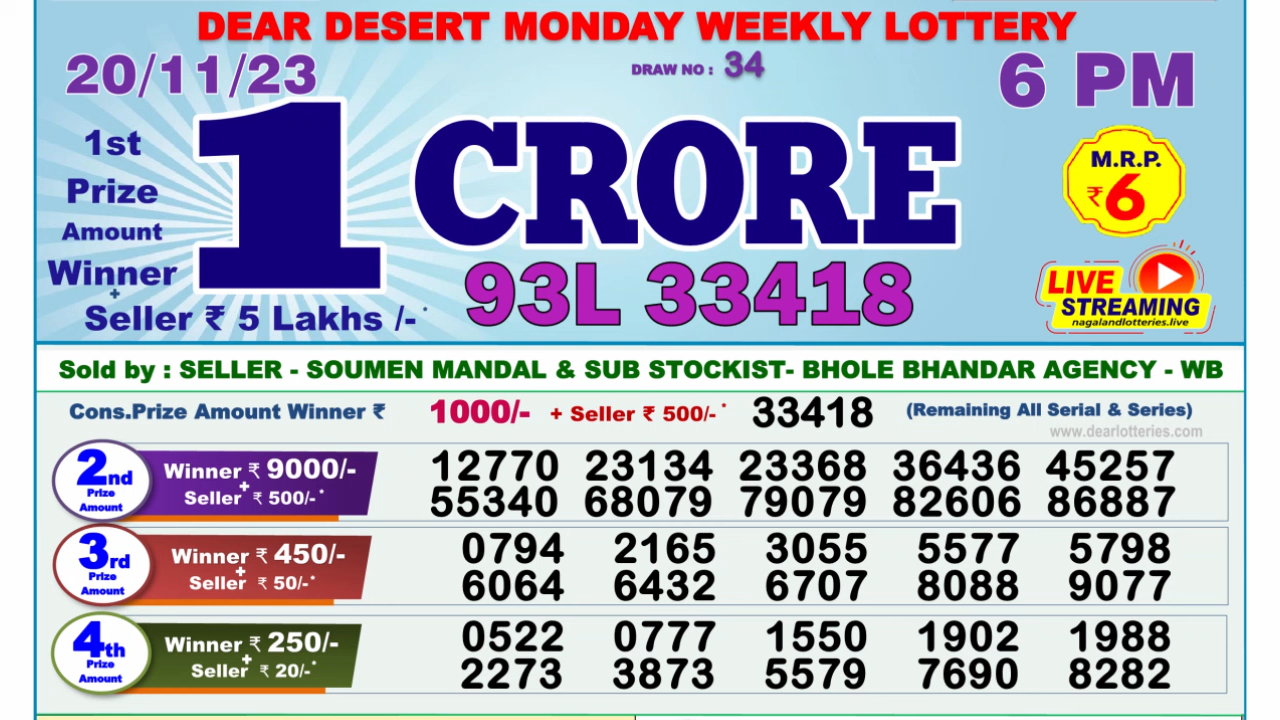 DEAR DESERT MONDAY WEEKLY LOTTERY
20/11/23
DRAW NO : 34
6 PM
1st
Prize
Amount
Winner
+
Seller ₹ 5 Lakhs /-*
1 CRORE
93L 33418
M.R.P.
₹6
LIVE
STREAMING
nagalandlotteries.live
Sold by : SELLER - SOUMEN MANDAL & SUB STOCKIST- BHOLE BHANDAR AGENCY - WB
Cons.Prize Amount Winner ₹ 1000/- + Seller ₹ 500/-* 33418 (Remaining All Serial & Series)
www.dearlotteries.com
2nd
Prize
Amount
Winner ₹ 9000/-
+
Seller ₹ 500/-*
12770 23134 23368 36436 45257
55340 68079 79079 82606 86887
3rd
Prize
Amount
Winner ₹ 450/-
+
Seller ₹ 50/-*
0794 2165 3055 5577 5798
6064 6432 6707 8088 9077
4th
Prize
Amount
Winner ₹ 250/-
+
Seller ₹ 20/-*
0522 0777 1550 1902 1988
2273 3873 5579 7690 8282